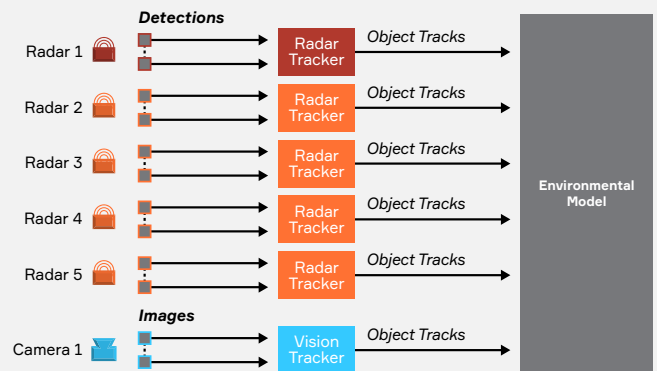 Detections
Radar 1
Radar
Tracker
Object Tracks
Radar 2
Radar
Tracker
Object Tracks
Radar 3
Radar
Tracker
Object Tracks
Radar 4
Radar
Tracker
Object Tracks
Radar 5
Radar
Tracker
Object Tracks
Environmental
Model
Images
Camera 1
Vision
Tracker
Object Tracks